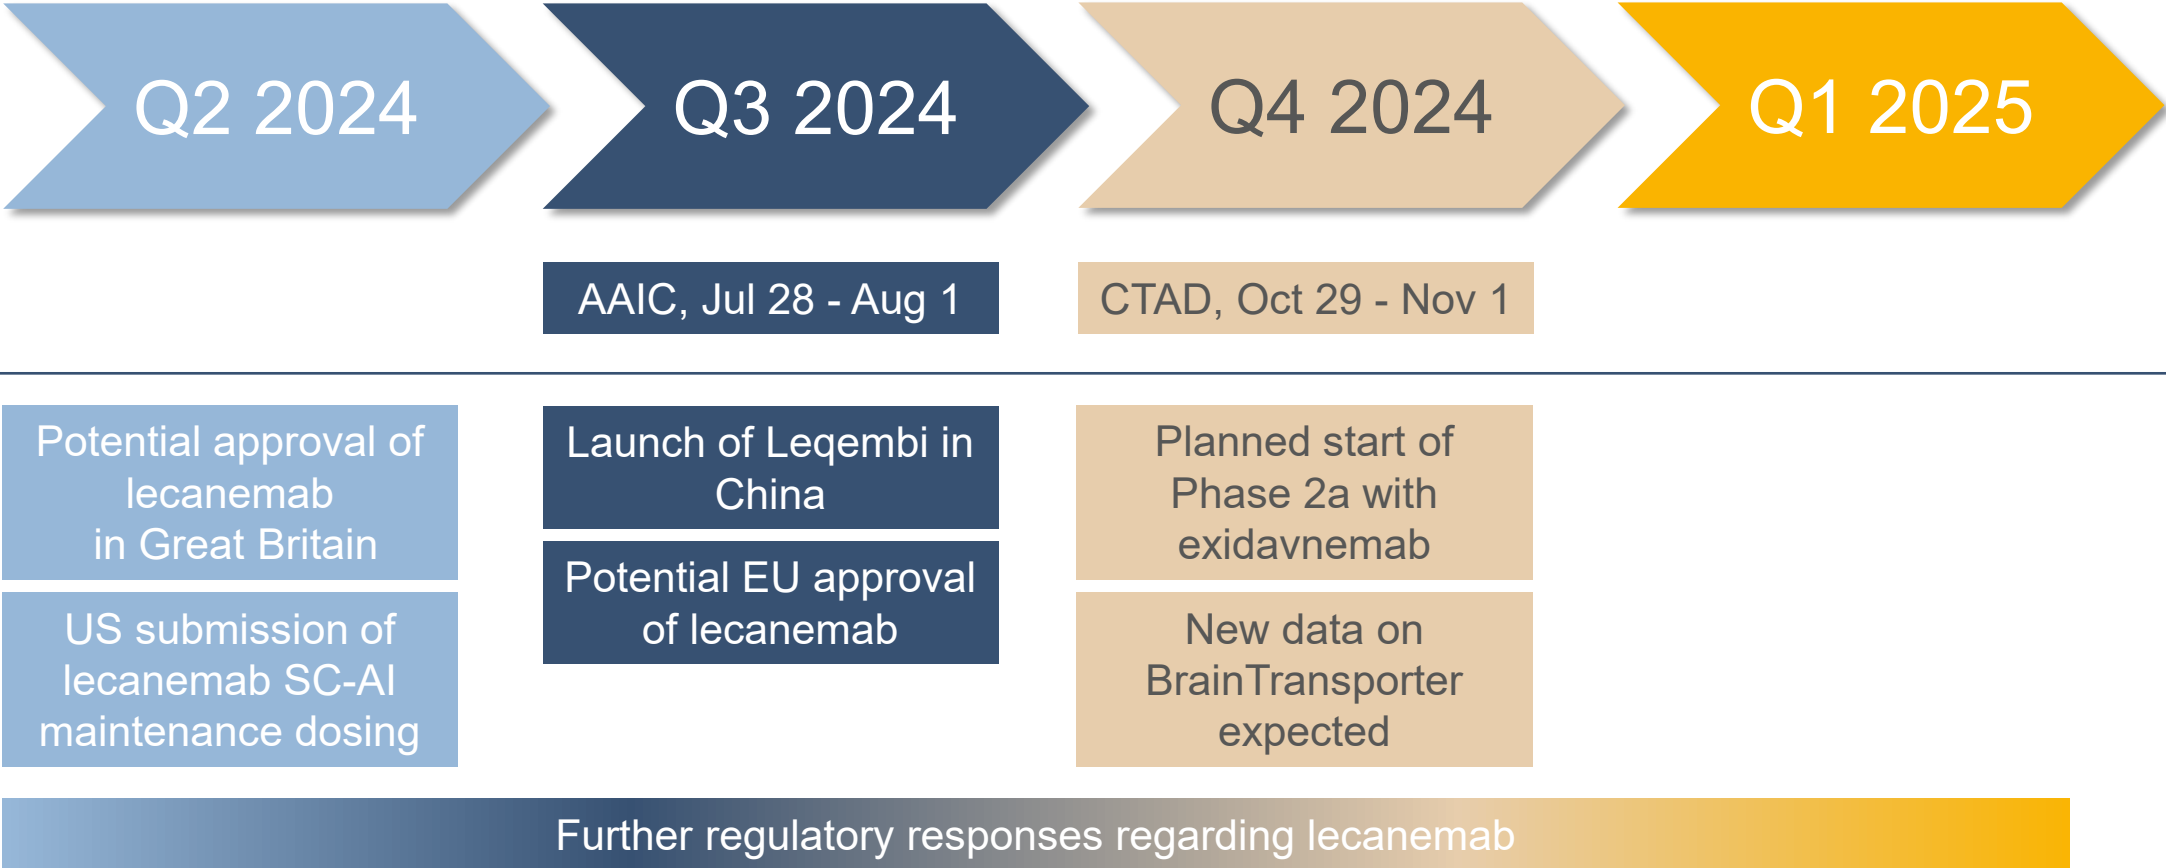 Q2 2024
Q3 2024
Q4 2024
Q1 2025
AAIC, Jul 28 - Aug 1
CTAD, Oct 29 - Nov 1
Potential approval of
lecanemab
in Great Britain
US submission of
lecanemab SC-AI
maintenance dosing
Launch of Leqembi in
China
Potential EU approval
of lecanemab
Planned start of
Phase 2a with
exidavnemab
New data on
BrainTransporter
expected
Further regulatory responses regarding lecanemab